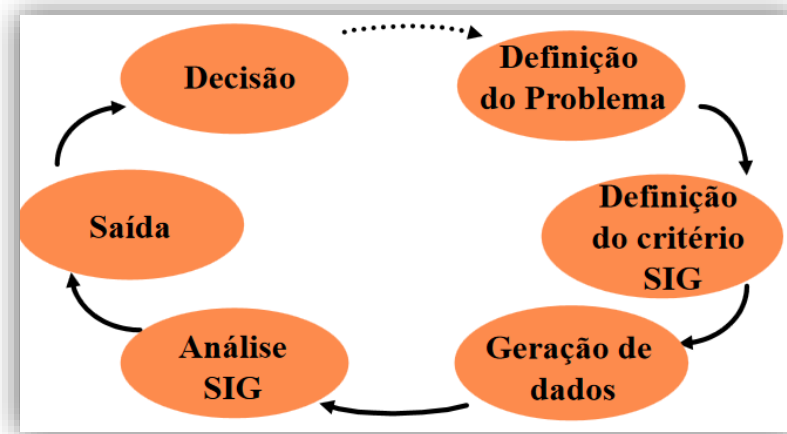 Decisão
Definição
do Problema
Definição
do critério
SIG
Geração de
dados
Análise
SIG
Saída